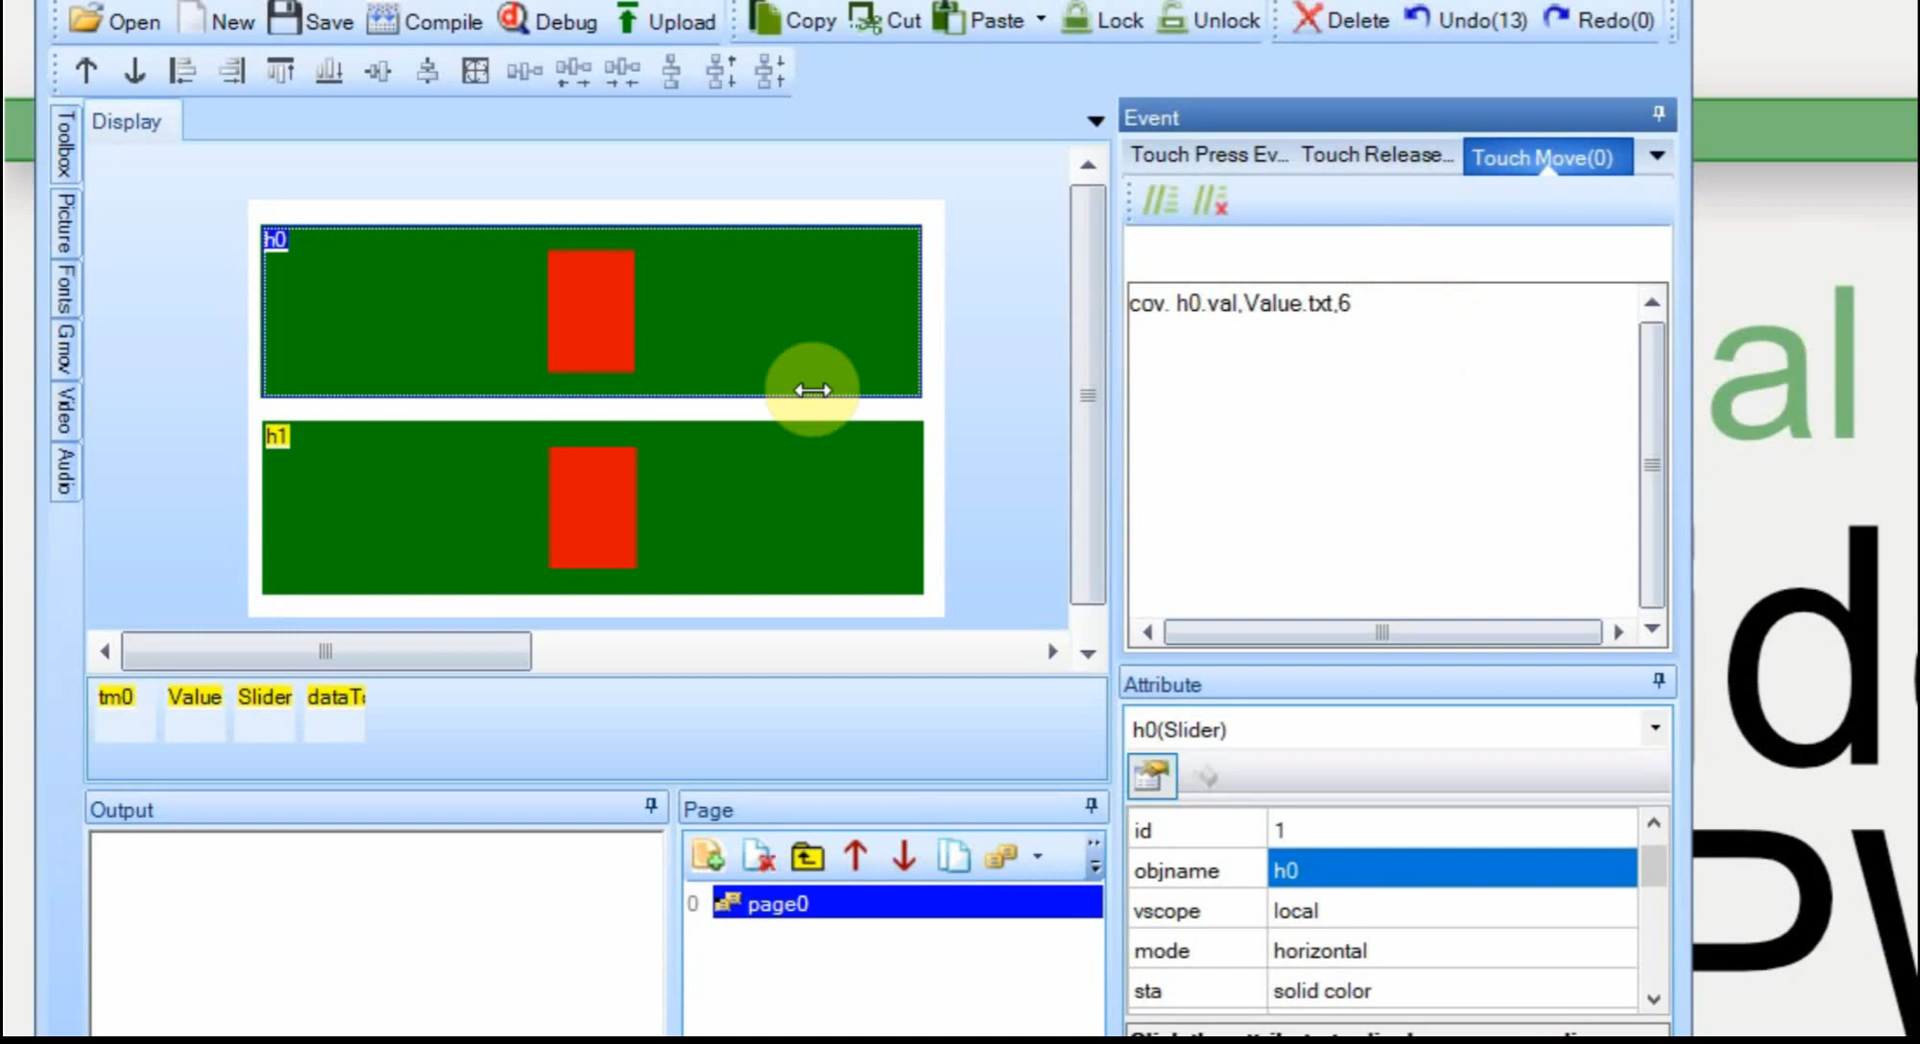 Open New Save Compile Debug Upload Copy Cut Paste Lock Unlock Delete Undo(13) Redo(0)
Toolbox
Picture
Fonts
Gmov
Video
Audio
Display
h0
h1
tm0 Value Slider dataT
Output
Page
0 page0
Event
Touch Press Ev... Touch Release... Touch Move(0)
cov. h0.val,Value.txt,6
Attribute
h0(Slider)
id 1
objname h0
vscope local
mode horizontal
sta solid color
al
d
P